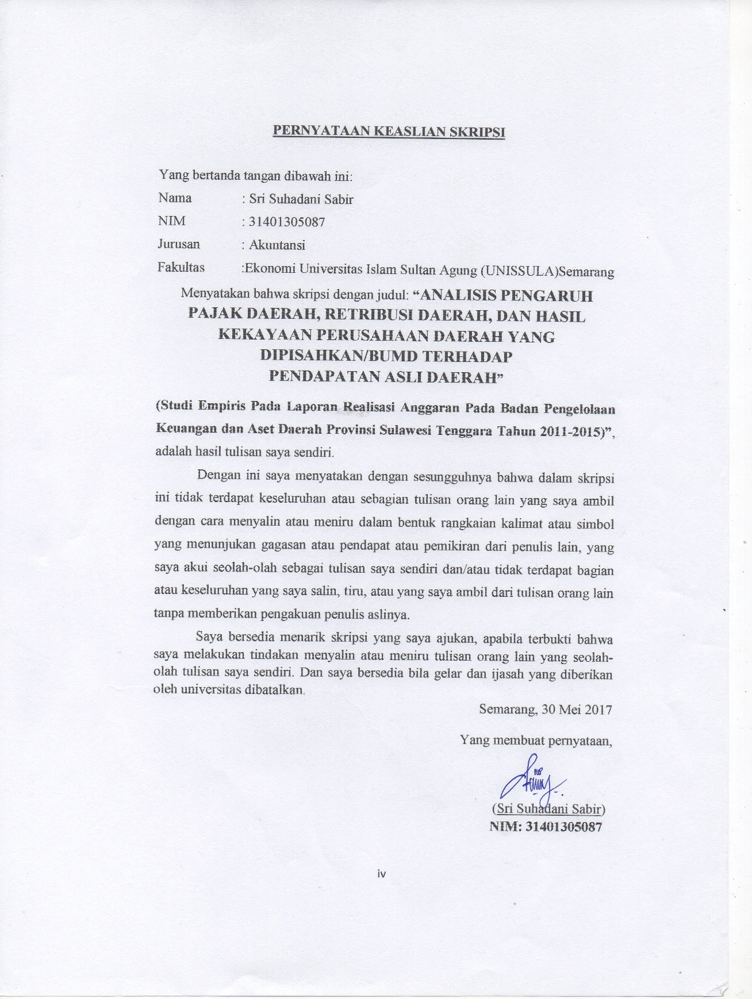 PERNYATAAN KEASLIAN SKRIPSI
Yang bertanda tangan dibawah ini:
Nama : Sri Suhadani Sabir
NIM : 31401305087
Jurusan : Akuntansi
Fakultas :Ekonomi Universitas Islam Sultan Agung (UNISSULA)Semarang
Menyatakan bahwa skripsi dengan judul: “ANALISIS PENGARUH
PAJAK DAERAH, RETRIBUSI DAERAH, DAN HASIL
KEKAYAAN PERUSAHAAN DAERAH YANG
DIPISAHKAN/BUMD TERHADAP
PENDAPATAN ASLI DAERAH”
(Studi Empiris Pada Laporan Realisasi Anggaran Pada Badan Pengelolaan
Keuangan dan Aset Daerah Provinsi Sulawesi Tenggara Tahun 2011-2015)”,
adalah hasil tulisan saya sendiri.
Dengan ini saya menyatakan dengan sesungguhnya bahwa dalam skripsi
ini tidak terdapat keseluruhan atau sebagian tulisan orang lain yang saya ambil
dengan cara menyalin atau meniru dalam bentuk rangkaian kalimat atau simbol
yang menunjukan gagasan atau pendapat atau pemikiran dari penulis lain, yang
saya akui seolah-olah sebagai tulisan saya sendiri dan/atau tidak terdapat bagian
atau keseluruhan yang saya salin, tiru, atau yang saya ambil dari tulisan orang lain
tanpa memberikan pengakuan penulis aslinya.
Saya bersedia menarik skripsi yang saya ajukan, apabila terbukti bahwa
saya melakukan tindakan menyalin atau meniru tulisan orang lain yang seolah-
olah tulisan saya sendiri. Dan saya bersedia bila gelar dan ijasah yang diberikan
oleh universitas dibatalkan.
Semarang, 30 Mei 2017
Yang membuat pernyataan,
(Sri Suhadani Sabir)
NIM: 31401305087
iv